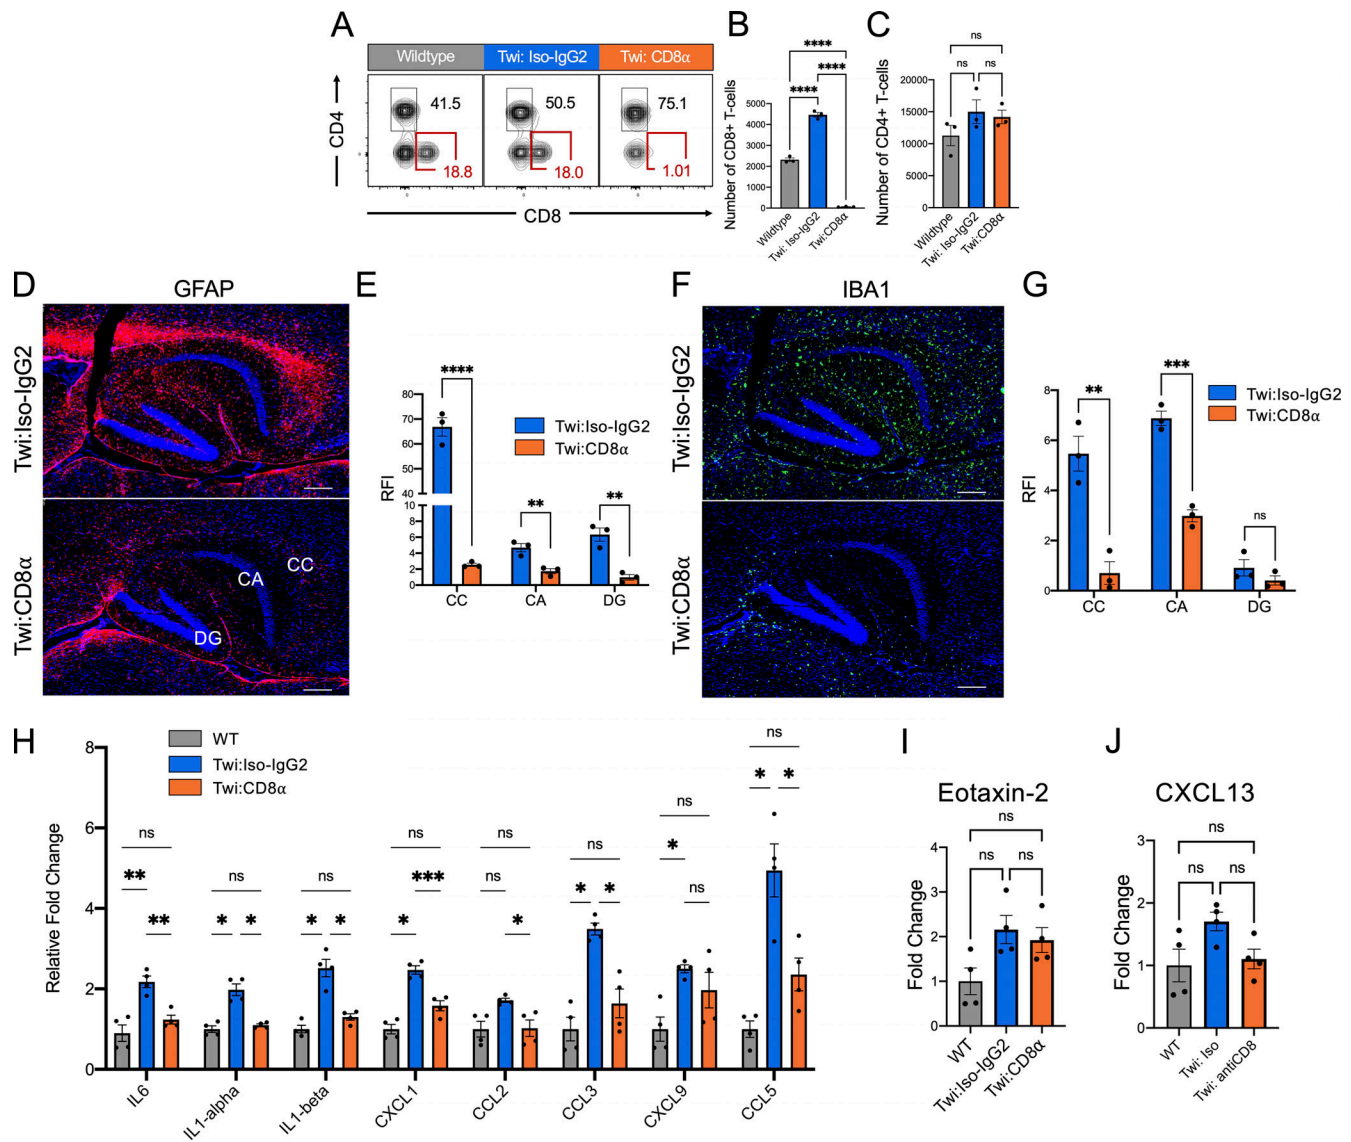 A
Wildtype Twi: Iso-IgG2 Twi: CD8α
CD4
41.5 50.5 75.1
18.8 18.0 1.01
CD8
B
Number of CD8+ T-cells
****
****
****
5000
4000
3000
2000
1000
0
Wildtype
Twi: Iso-IgG2
Twi:CD8α
C
Number of CD4+ T-cells
ns
ns ns
20000
15000
10000
5000
0
Wildtype
Twi: Iso-IgG2
Twi:CD8α
D
GFAP
Twi:Iso-IgG2
Twi:CD8α
CC
CA
DG
E
RFI
80
70
60
50
40
10
8
6
4
2
0
****
**
**
Twi:Iso-IgG2
Twi:CD8α
CC CA DG
F
IBA1
Twi:Iso-IgG2
Twi:CD8α
G
RFI
8
6
4
2
0
**
***
ns
Twi:Iso-IgG2
Twi:CD8α
CC CA DG
H
WT
Twi:Iso-IgG2
Twi:CD8α
Relative Fold Change
8
6
4
2
0
ns
** **
ns
* *
ns
* *
ns
* ***
ns
ns *
ns
* *
ns
* ns
ns
* *
IL6
IL1-alpha
IL1-beta
CXCL1
CCL2
CCL3
CXCL9
CCL5
I
Eotaxin-2
Fold Change
ns
ns ns
4
3
2
1
0
WT
Twi:Iso-IgG2
Twi:CD8α
J
CXCL13
Fold Change
ns
ns ns
3
2
1
0
WT
Twi: Iso
Twi: antiCD8